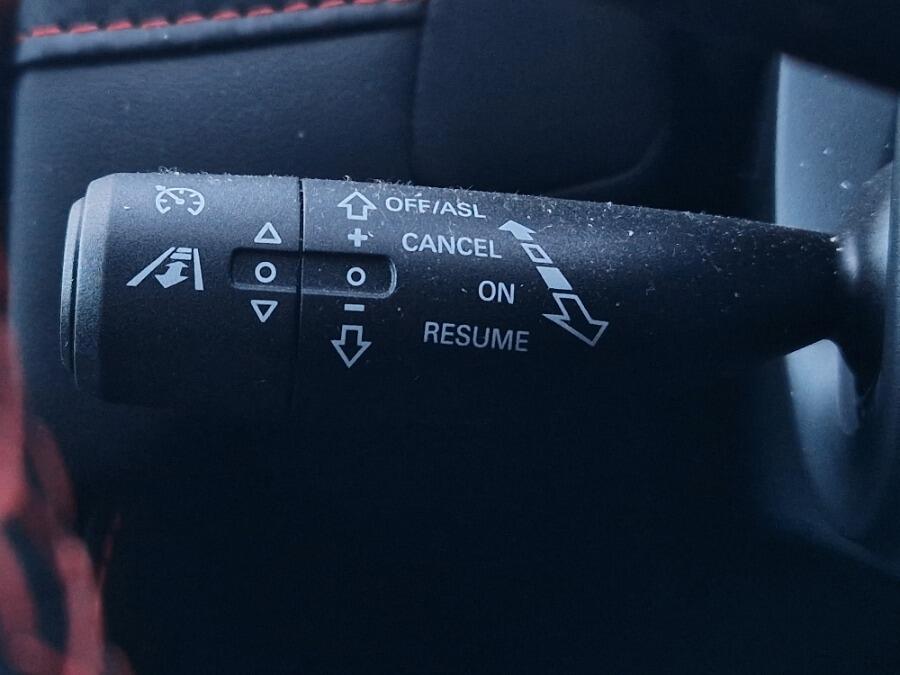 OFF/ASL
+
CANCEL
ON
−
RESUME